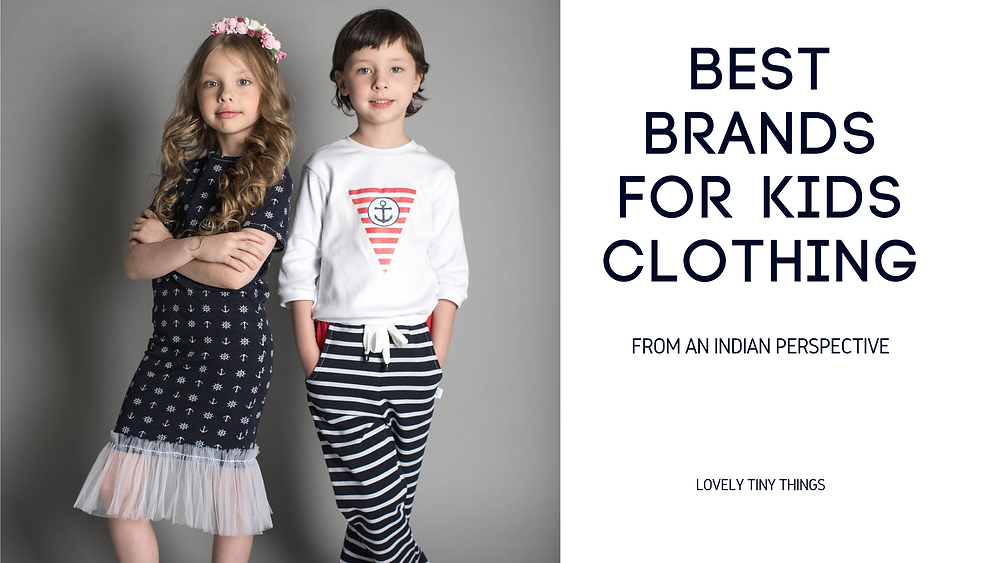 BEST
BRANDS
FOR KIDS
CLOTHING
FROM AN INDIAN PERSPECTIVE
LOVELY TINY THINGS